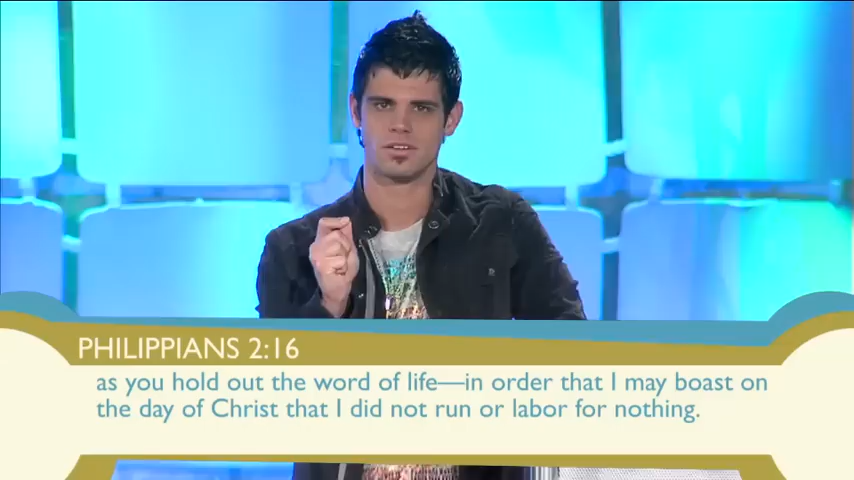 PHILIPPIANS 2:16
as you hold out the word of life—in order that I may boast on
the day of Christ that I did not run or labor for nothing.